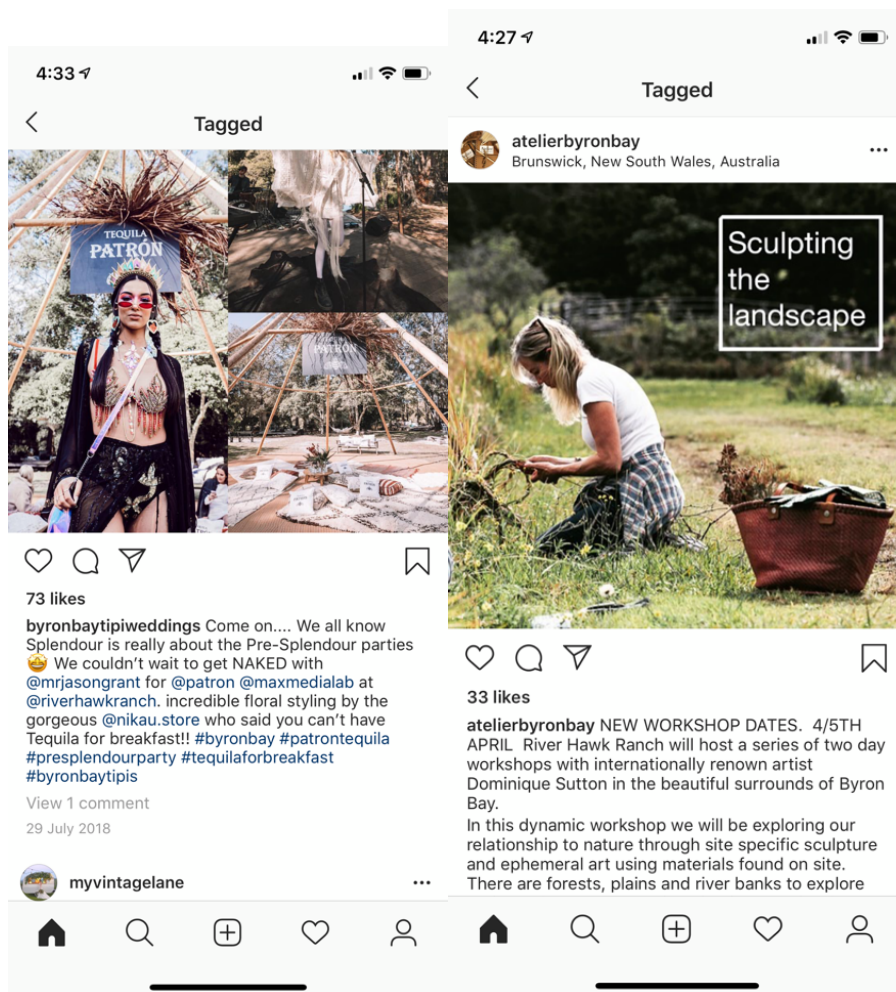 4:33
Tagged
TEQUILA
PATRÓN
PATRÓN
73 likes
byronbaytipiweddings Come on.... We all know
Splendour is really about the Pre-Splendour parties
🤩 We couldn't wait to get NAKED with
@mrjasongrant for @patron @maxmedialab at
@riverhawkranch. incredible floral styling by the
gorgeous @nikau.store who said you can't have
Tequila for breakfast!! #byronbay #patrontequila
#presplendourparty #tequilaforbreakfast
#byronbaytipis
View 1 comment
29 July 2018
myvintagelane
4:27
Tagged
atelierbyronbay
Brunswick, New South Wales, Australia
Sculpting
the
landscape
33 likes
atelierbyronbay NEW WORKSHOP DATES.  4/5TH
APRIL  River Hawk Ranch will host a series of two day
workshops with internationally renown artist
Dominique Sutton in the beautiful surrounds of Byron
Bay.
In this dynamic workshop we will be exploring our
relationship to nature through site specific sculpture
and ephemeral art using materials found on site.
There are forests, plains and river banks to explore